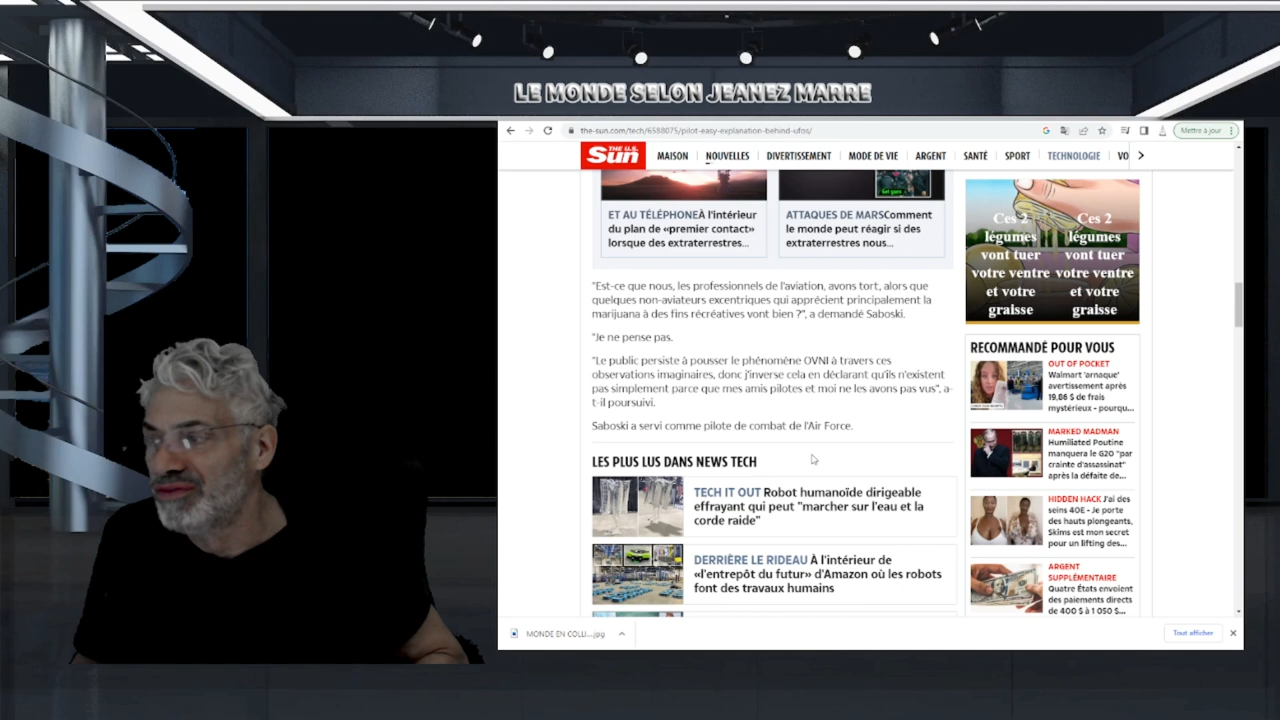 LE MONDE SELON JEANEZ MARRE
the-sun.com/tech/6588075/pilot-easy-explanation-behind-ufos/
Mettre à jour
THE U.S.
Sun
MAISON
NOUVELLES
DIVERTISSEMENT
MODE DE VIE
ARGENT
SANTÉ
SPORT
TECHNOLOGIE
VO
ET AU TÉLÉPHONEÀ l'intérieur
du plan de «premier contact»
lorsque des extraterrestres...
ATTAQUES DE MARSComment
le monde peut réagir si des
extraterrestres nous...
"Est-ce que nous, les professionnels de l'aviation, avons tort, alors que
quelques non-aviateurs excentriques qui apprécient principalement la
marijuana à des fins récréatives vont bien ?", a demandé Saboski.
"Je ne pense pas.
"Le public persiste à pousser le phénomène OVNI à travers ces
observations imaginaires, donc j'inverse cela en déclarant qu'ils n'existent
pas simplement parce que mes amis pilotes et moi ne les avons pas vus", a-
t-il poursuivi.
Saboski a servi comme pilote de combat de l'Air Force.
LES PLUS LUS DANS NEWS TECH
TECH IT OUT Robot humanoïde dirigeable
effrayant qui peut "marcher sur l'eau et la
corde raide"
DERRIÈRE LE RIDEAU À l'intérieur de
«l'entrepôt du futur» d'Amazon où les robots
font des travaux humains
Ces 2
légumes
vont tuer
votre ventre
et votre
graisse
Ces 2
légumes
vont tuer
votre ventre
et votre
graisse
RECOMMANDÉ POUR VOUS
OUT OF POCKET
Walmart 'arnaque'
avertissement après
19,86 $ de frais
mystérieux - pourqu...
MARKED MADMAN
Humiliated Poutine
manquera le G20 "par
crainte d'assassinat"
après la défaite de...
HIDDEN HACK J'ai des
seins 40E - Je porte
des hauts plongeants,
Skims est mon secret
pour un lifting des...
ARGENT
SUPPLÉMENTAIRE
Quatre États envoient
des paiements directs
de 400 $ à 1 050 $...
MONDE EN COLU....jpg
Tout afficher